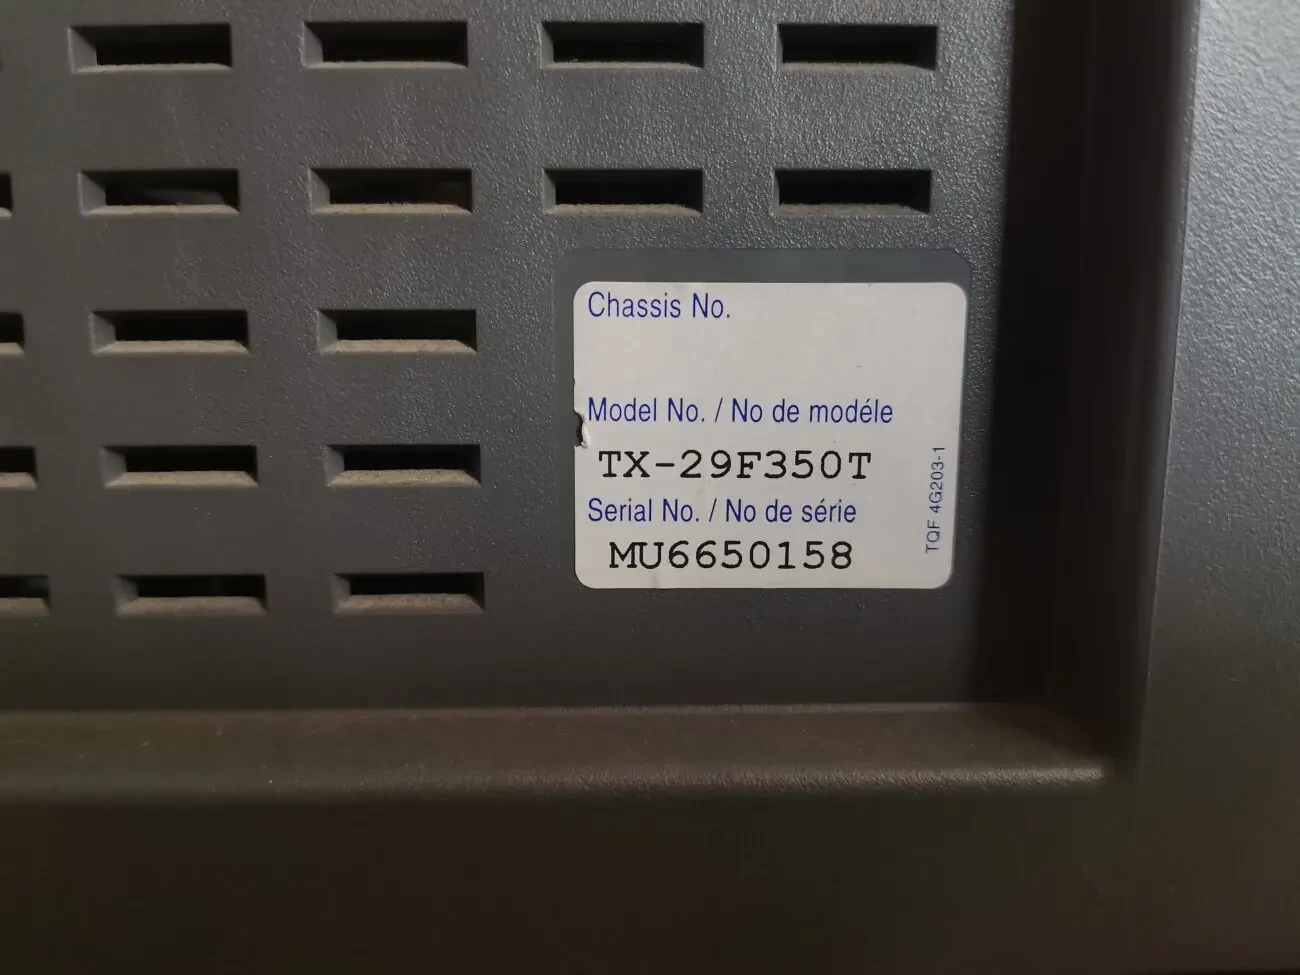 Chassis No.
Model No. / No de modéle
TX-29F350T
Serial No. / No de série
MU6650158
TQF 4G203-1